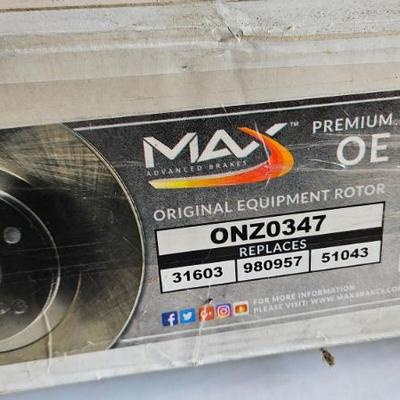 MAX™
ADVANCED BRAKES
PREMIUM
OE
ORIGINAL EQUIPMENT ROTOR
ONZ0347
REPLACES
31603 980957 51043
FOR MORE INFORMATION
PLEASE VISIT: WWW.MAXBRAKES.COM